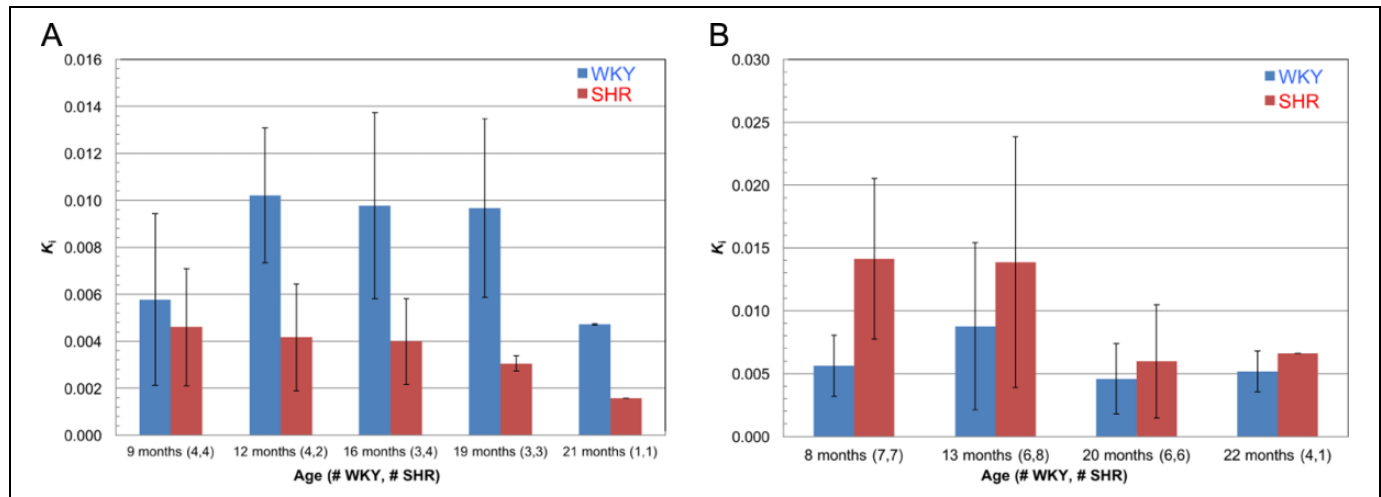 A
0.016
0.014
0.012
0.010
0.008
0.006
0.004
0.002
0.000
Ki
WKY
SHR
9 months (4,4) 12 months (4,2) 16 months (3,4) 19 months (3,3) 21 months (1,1)
Age (# WKY, # SHR)
B
0.030
0.025
0.020
0.015
0.010
0.005
0.000
Ki
WKY
SHR
8 months (7,7) 13 months (6,8) 20 months (6,6) 22 months (4,1)
Age (# WKY, # SHR)